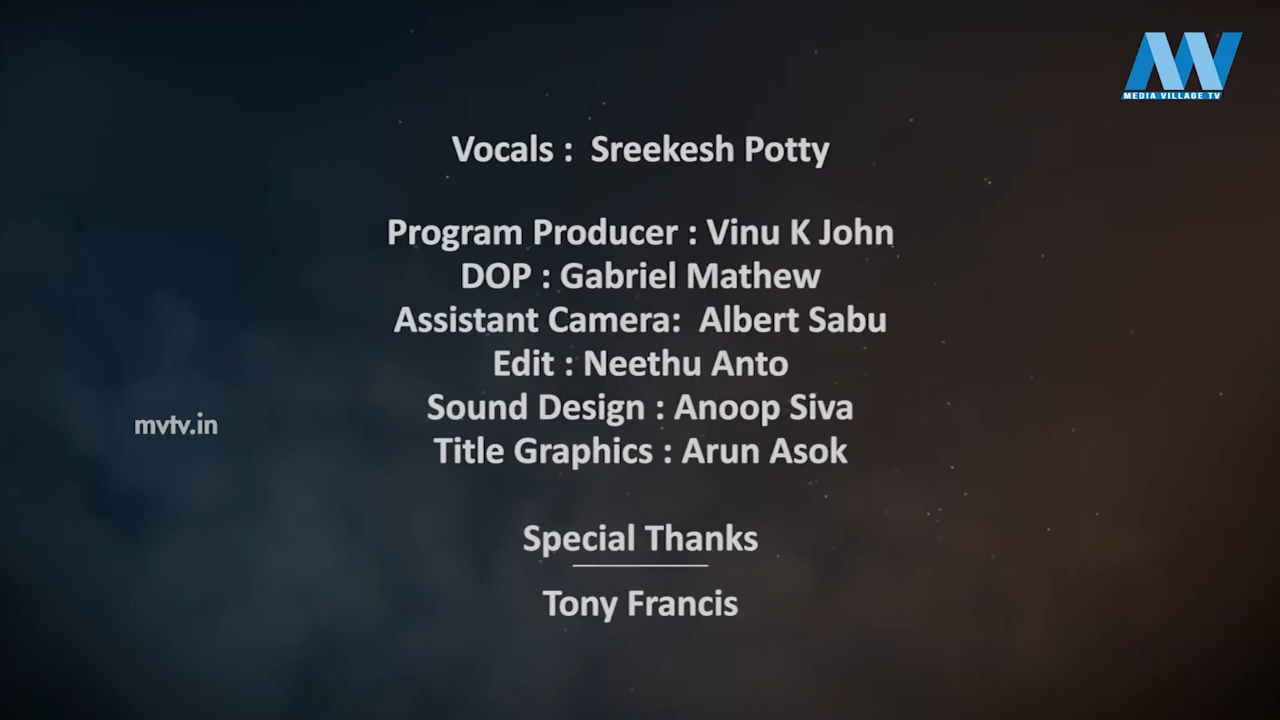 MEDIA VILLAGE TV
Vocals : Sreekesh Potty
Program Producer : Vinu K John
DOP : Gabriel Mathew
Assistant Camera: Albert Sabu
Edit : Neethu Anto
Sound Design : Anoop Siva
mvtv.in
Title Graphics : Arun Asok
Special Thanks
Tony Francis